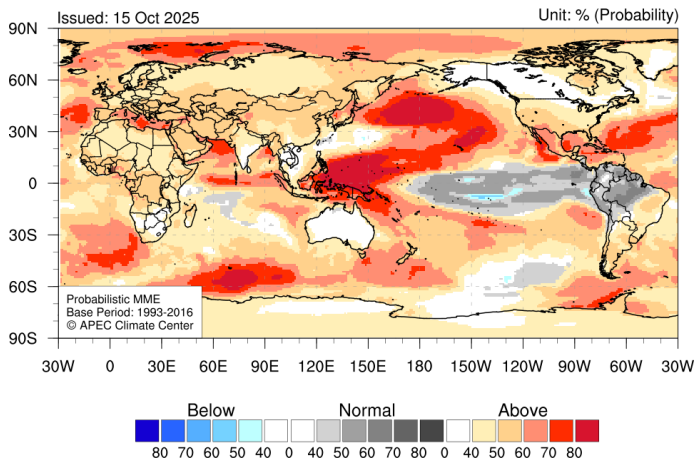 Issued: 15 Oct 2025
Unit: % (Probability)
90N
60N
30N
0
30S
60S
90S
Probabilistic MME
Base Period: 1993-2016
© APEC Climate Center
30W 0 30E 60E 90E 120E 150E 180 150W 120W 90W 60W 30W
Below Normal Above
80 70 60 50 40 0 40 50 60 70 80 0 40 50 60 70 80